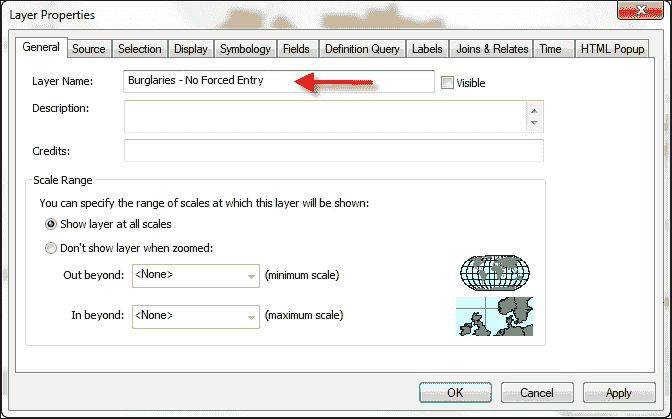 Layer Properties
General Source Selection Display Symbology Fields Definition Query Labels Joins & Relates Time HTML Popup
Layer Name: Burglaries - No Forced Entry Visible
Description:
Credits:
Scale Range
You can specify the range of scales at which this layer will be shown:
Show layer at all scales
Don't show layer when zoomed:
Out beyond: <None> (minimum scale)
In beyond: <None> (maximum scale)
OK Cancel Apply